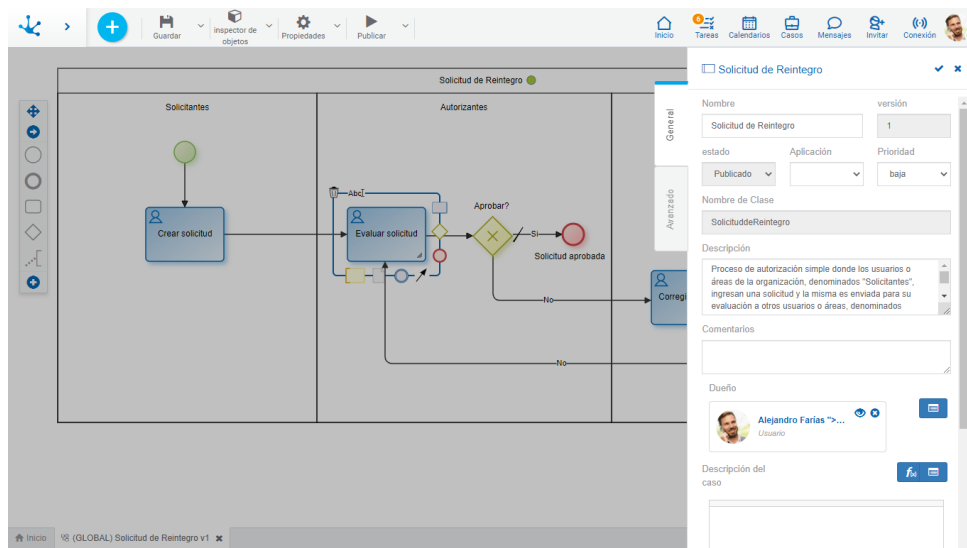 Guardar
inspector de
objetos
Propiedades
Publicar
Inicio
6
Tareas
Calendarios
Casos
Mensajes
Invitar
Conexión
Solicitud de Reintegro
Solicitantes
Autorizantes
Crear solicitud
Abc
Evaluar solicitud
Aprobar?
Si
Solicitud aprobada
No
Corregi
No
General
Avanzado
Solicitud de Reintegro
Nombre
versión
Solicitud de Reintegro
1
estado
Aplicación
Prioridad
Publicado
baja
Nombre de Clase
SolicituddeReintegro
Descripción
Proceso de autorización simple donde los usuarios o
áreas de la organización, denominados "Solicitantes",
ingresan una solicitud y la misma es enviada para su
evaluación a otros usuarios o áreas, denominados
Comentarios
Dueño
Alejandro Farías ">...
Usuario
Descripción del
caso
f(x)
Inicio
(GLOBAL) Solicitud de Reintegro v1